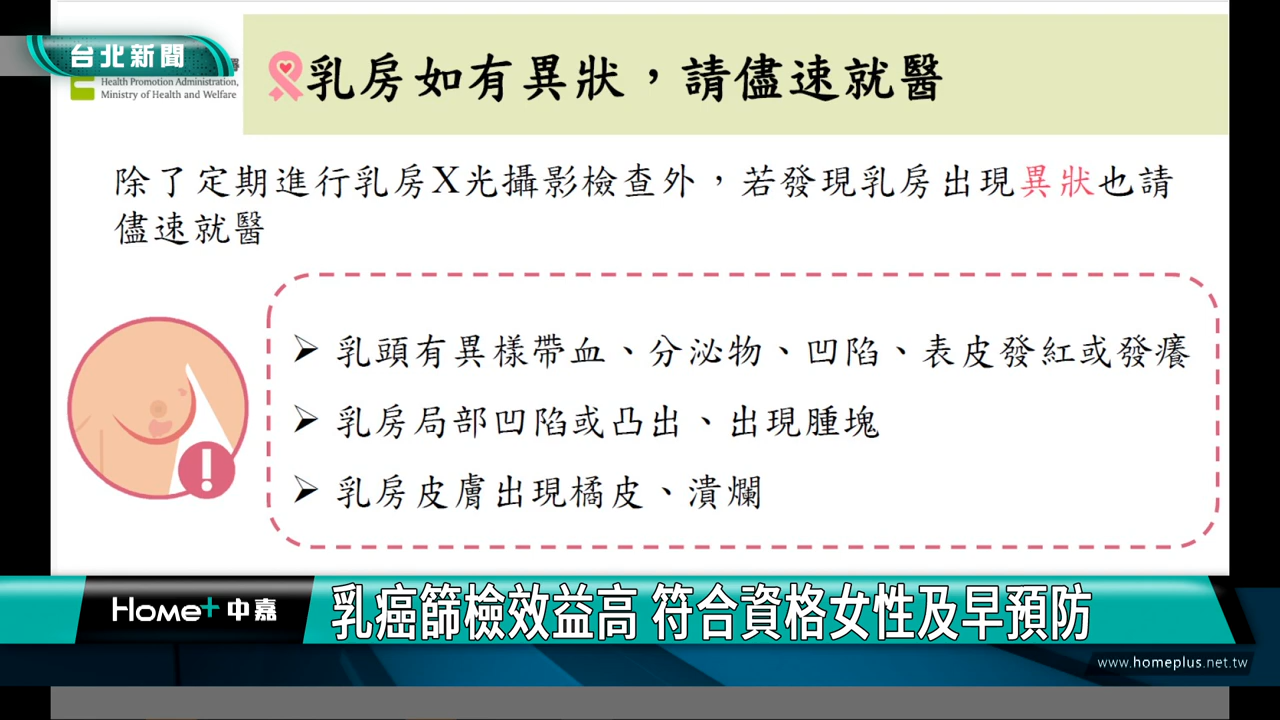 台北新聞
Health Promotion Administration,
Ministry of Health and Welfare
乳房如有異狀，請儘速就醫
除了定期進行乳房X光攝影檢查外，若發現乳房出現異狀也請
儘速就醫
➢ 乳頭有異樣帶血、分泌物、凹陷、表皮發紅或發癢
➢ 乳房局部凹陷或凸出、出現腫塊
➢ 乳房皮膚出現橘皮、潰爛
!
Home+ 中嘉
乳癌篩檢效益高 符合資格女性及早預防
www.homeplus.net.tw